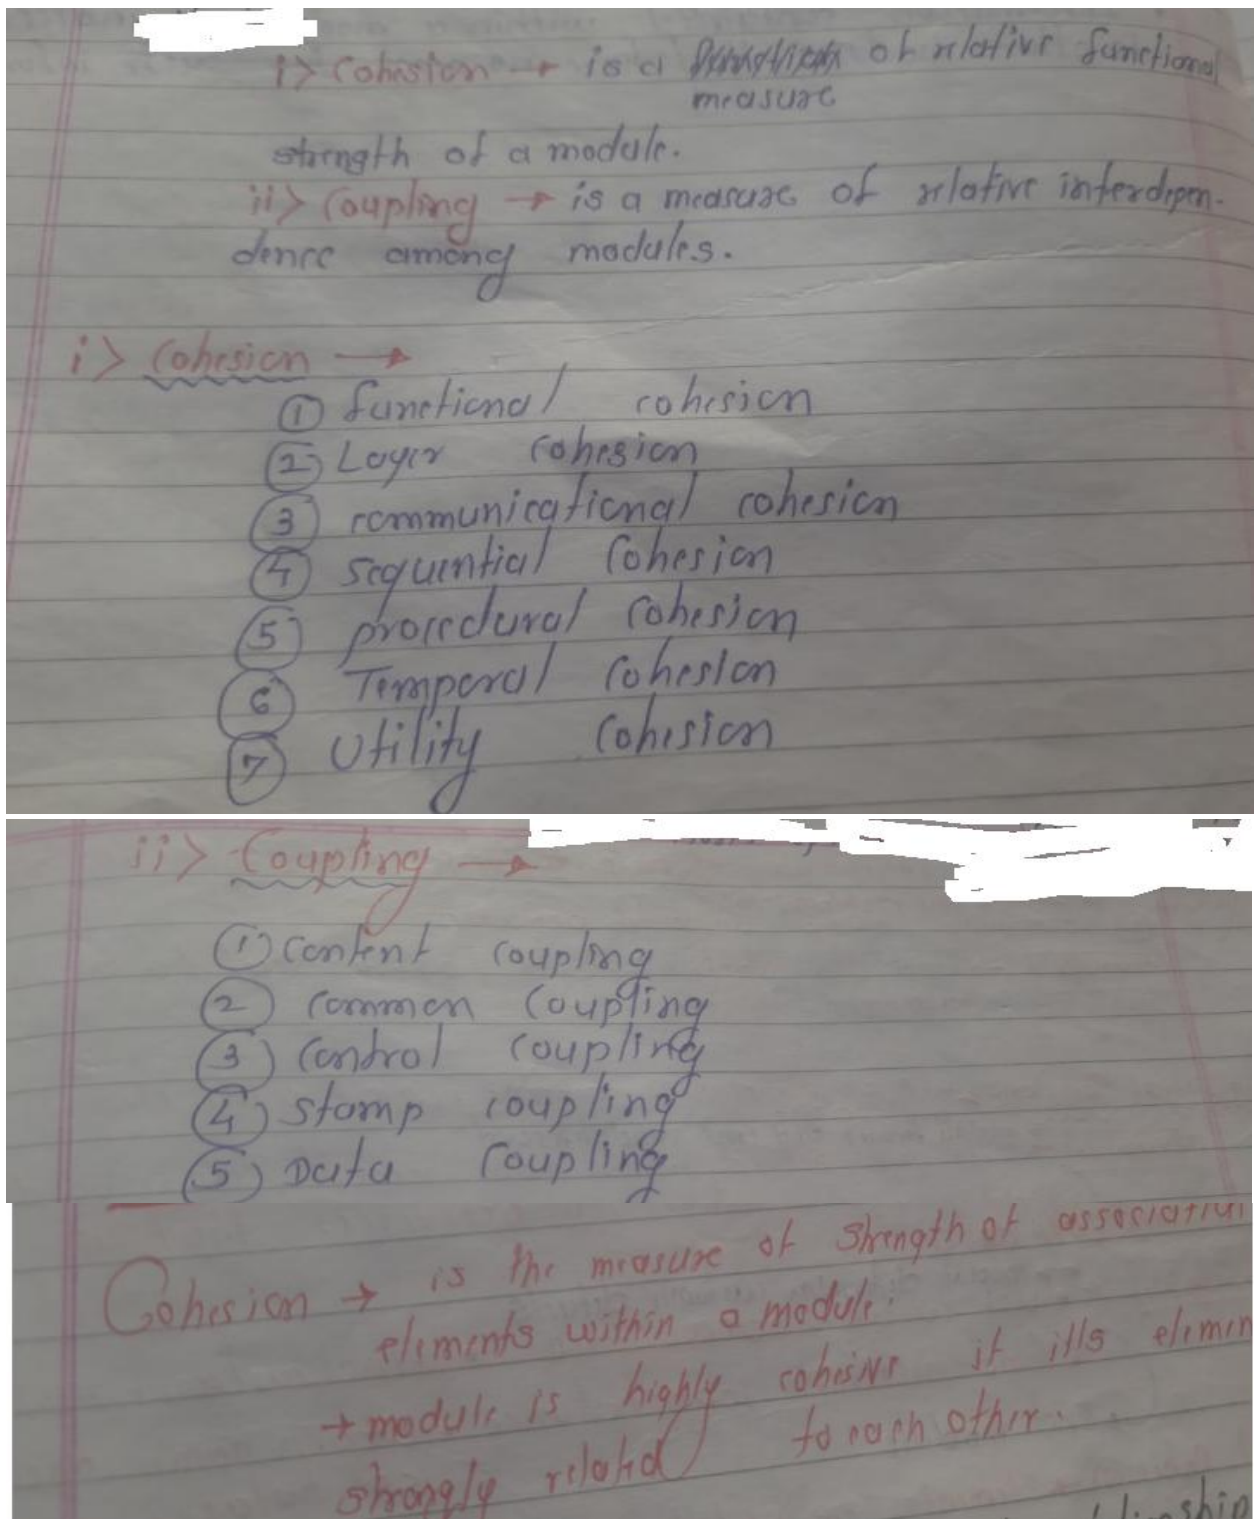 i> Cohesion → is a of relative functional
measure
strength of a module.
ii> Coupling → is a measure of relative interdepen-
dence among modules.
i> Cohesion →
① functional cohesion
② Layer cohesion
③ communicational cohesion
④ sequential cohesion
⑤ procedural cohesion
⑥ Temporal cohesion
⑦ Utility cohesion
ii> Coupling →
① Content coupling
② Common coupling
③ Control coupling
④ Stamp coupling
⑤ Data coupling
Cohesion → is the measure of strength of
elements within a module.
→ module is highly cohesive if
strongly related to each other.